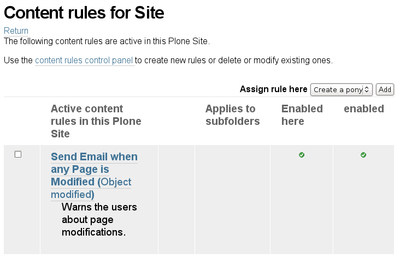 Content rules for Site
Return
The following content rules are active in this Plone Site.
Use the content rules control panel to create new rules or delete or modify existing ones.
Assign rule here Create a pony Add
Active content Applies to Enabled enabled
rules in this Plone subfolders here
Site
Send Email when
any Page is
Modified (Object
modified)
Warns the users
about page
modifications.